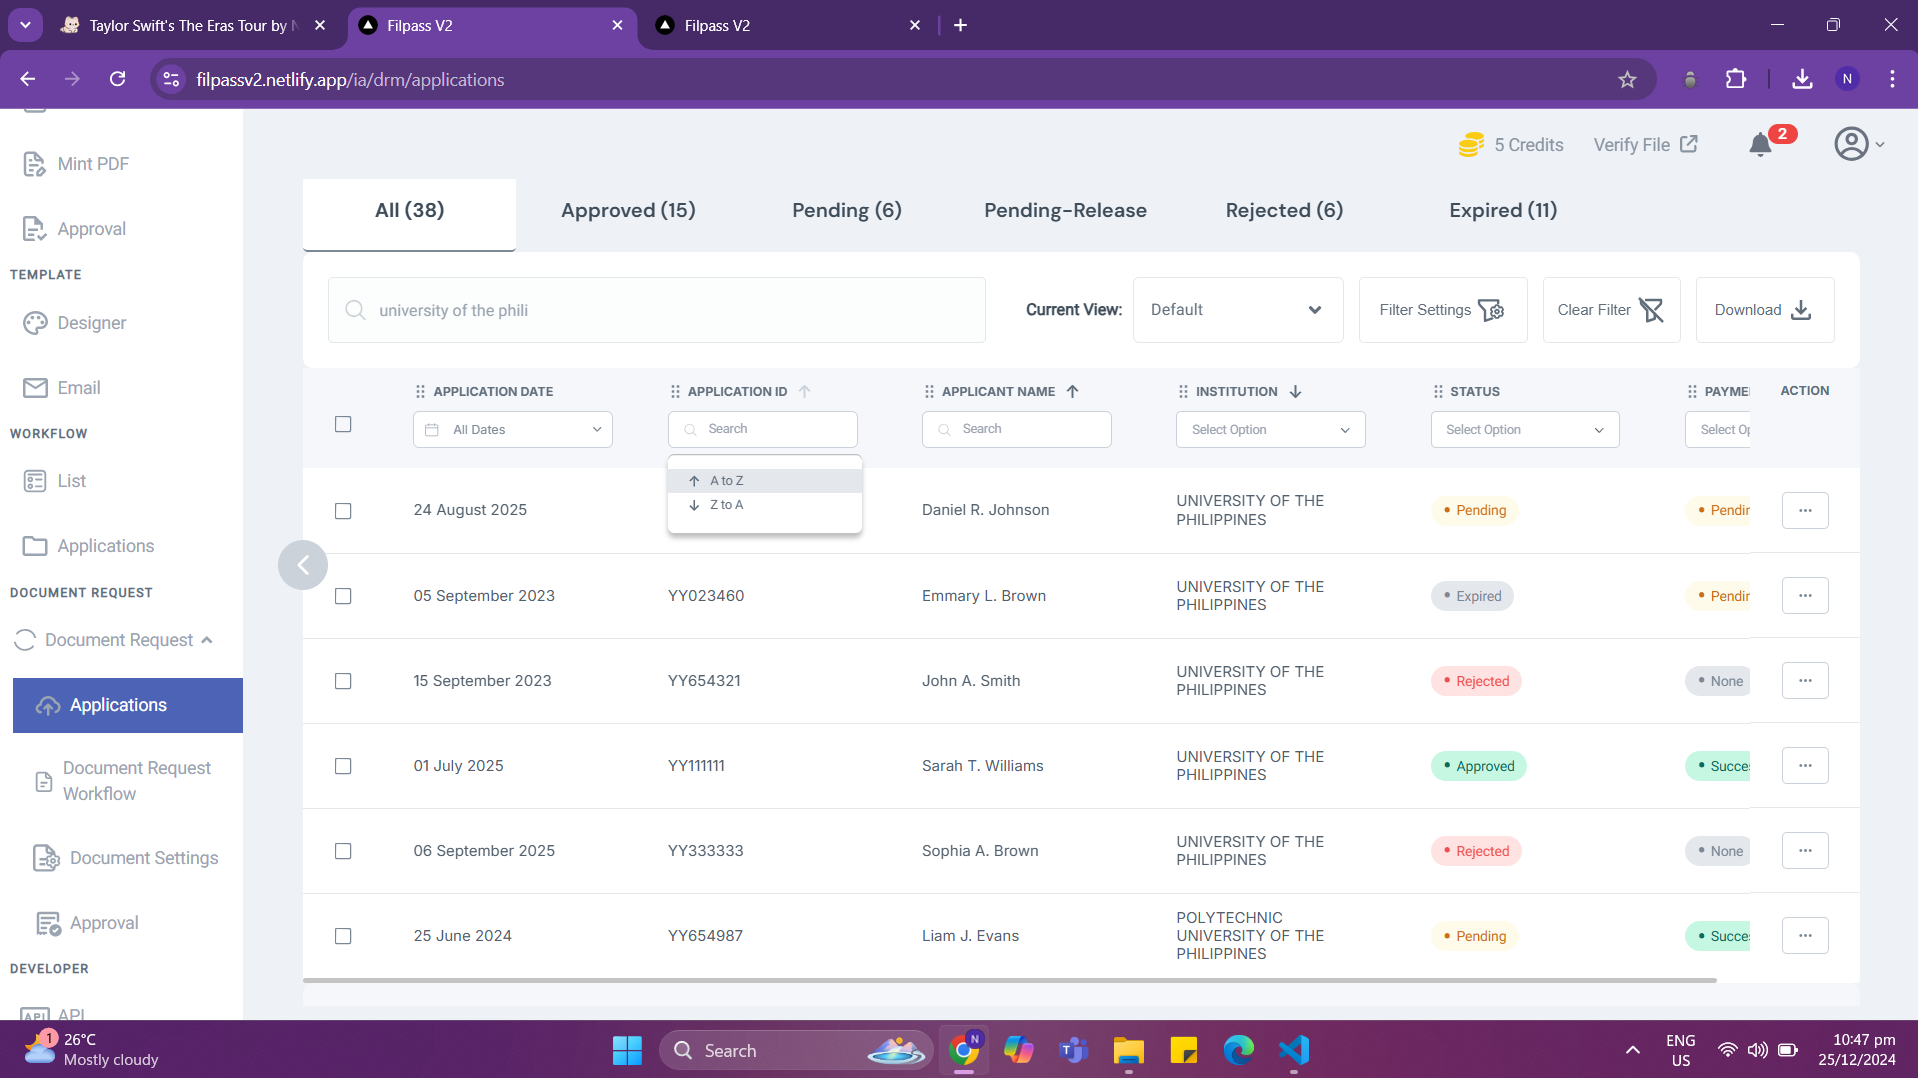 Taylor Swift's The Eras Tour by
Filpass V2
Filpass V2
filpassv2.netlify.app/ia/drm/applications
N
5 Credits
Verify File
2
Mint PDF
Approval
TEMPLATE
Designer
Email
WORKFLOW
List
Applications
DOCUMENT REQUEST
Document Request
Applications
Document Request
Workflow
Document Settings
Approval
DEVELOPER
API API
All (38)
Approved (15)
Pending (6)
Pending-Release
Rejected (6)
Expired (11)
university of the phili
Current View:
Default
Filter Settings
Clear Filter
Download
APPLICATION DATE
APPLICATION ID
APPLICANT NAME
INSTITUTION
STATUS
PAYME
ACTION
All Dates
Search
Search
Select Option
Select Option
Select Op
A to Z
Z to A
24 August 2025
Daniel R. Johnson
UNIVERSITY OF THE
PHILIPPINES
Pending
Pendin
05 September 2023
YY023460
Emmary L. Brown
UNIVERSITY OF THE
PHILIPPINES
Expired
Pendin
15 September 2023
YY654321
John A. Smith
UNIVERSITY OF THE
PHILIPPINES
Rejected
None
01 July 2025
YY111111
Sarah T. Williams
UNIVERSITY OF THE
PHILIPPINES
Approved
Succes
06 September 2025
YY333333
Sophia A. Brown
UNIVERSITY OF THE
PHILIPPINES
Rejected
None
25 June 2024
YY654987
Liam J. Evans
POLYTECHNIC
UNIVERSITY OF THE
PHILIPPINES
Pending
Succes
1
26°C
Mostly cloudy
Search
N
ENG
US
10:47 pm
25/12/2024